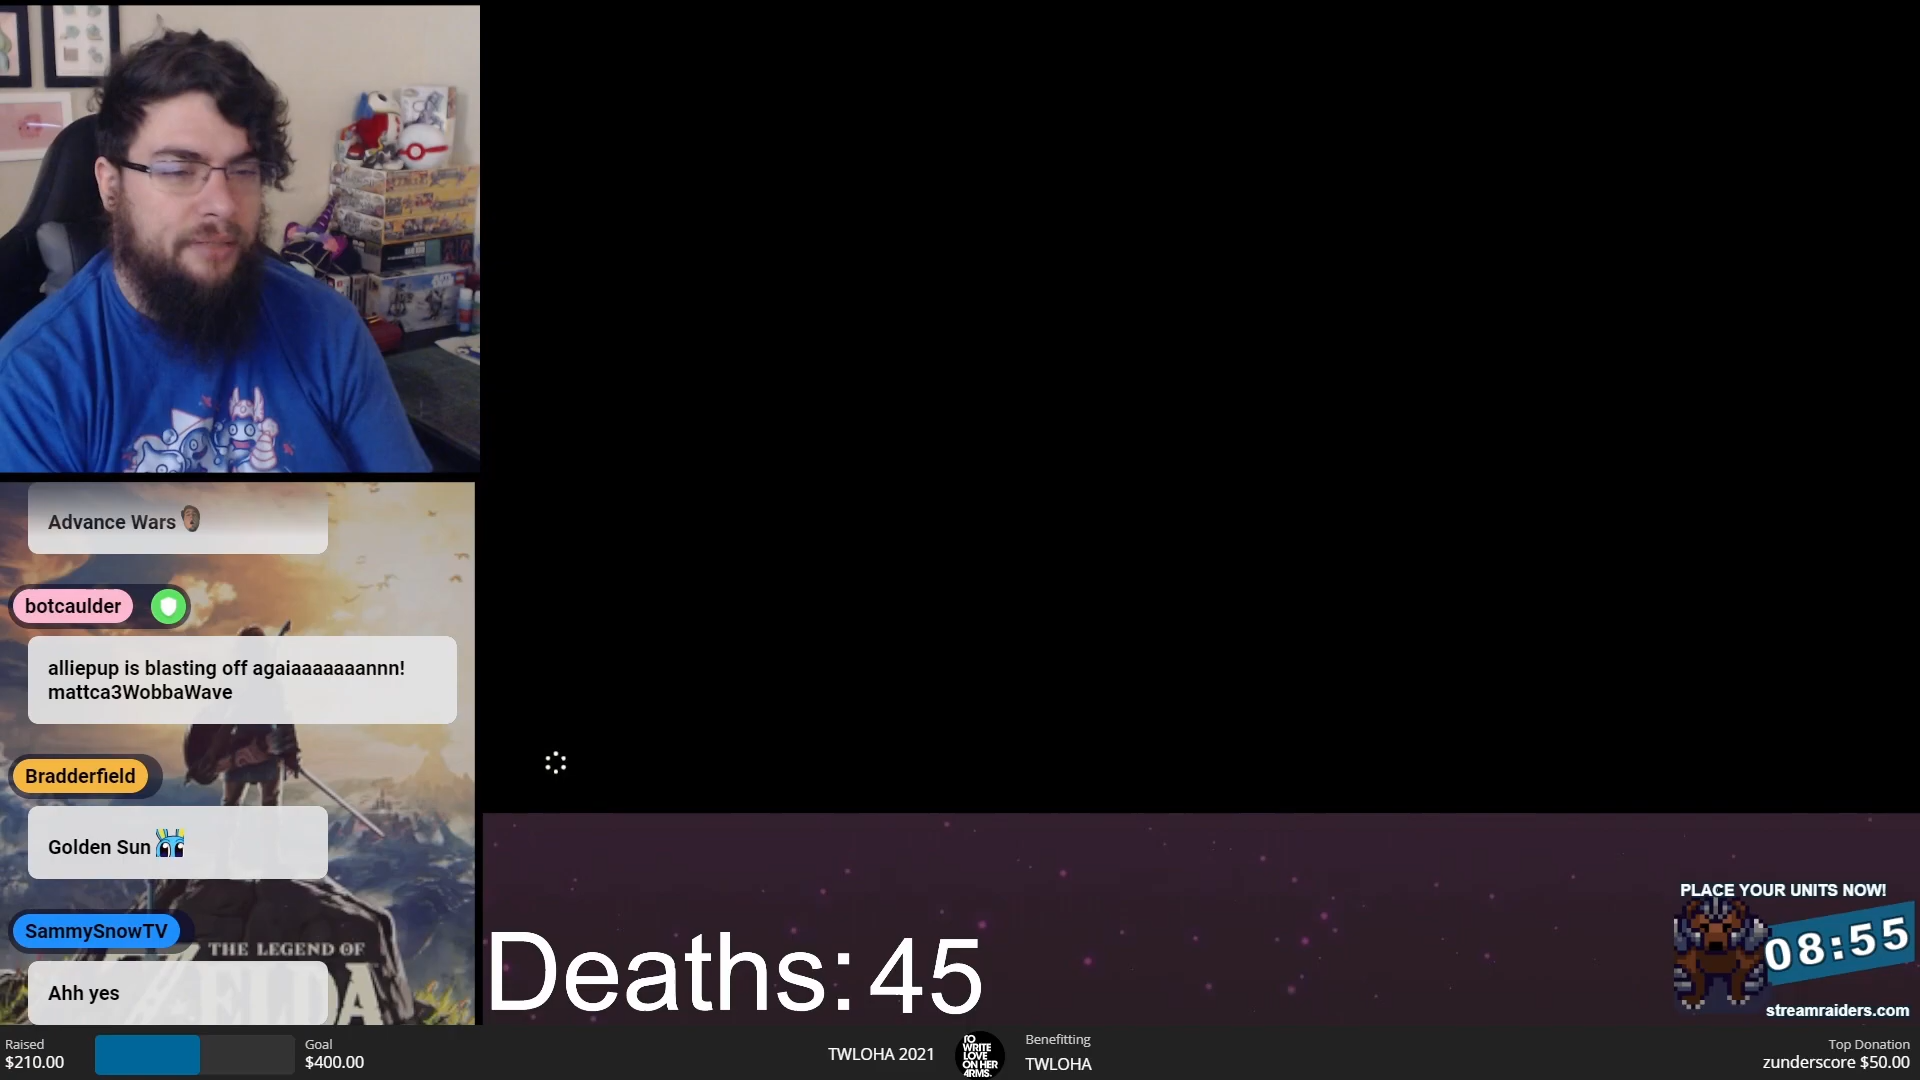 Advance Wars
botcaulder
alliepup is blasting off agaiaaaaaaannn!
mattca3WobbaWave
Bradderfield
Golden Sun
SammySnowTV
THE LEGEND OF
ZELDA
Ahh yes
Deaths: 45
PLACE YOUR UNITS NOW!
08:55
streamraiders.com
Raised
$210.00
Goal
$400.00
TWLOHA 2021
TO
WRITE
LOVE
ON HER
ARMS.
Benefitting
TWLOHA
Top Donation
zunderscore $50.00